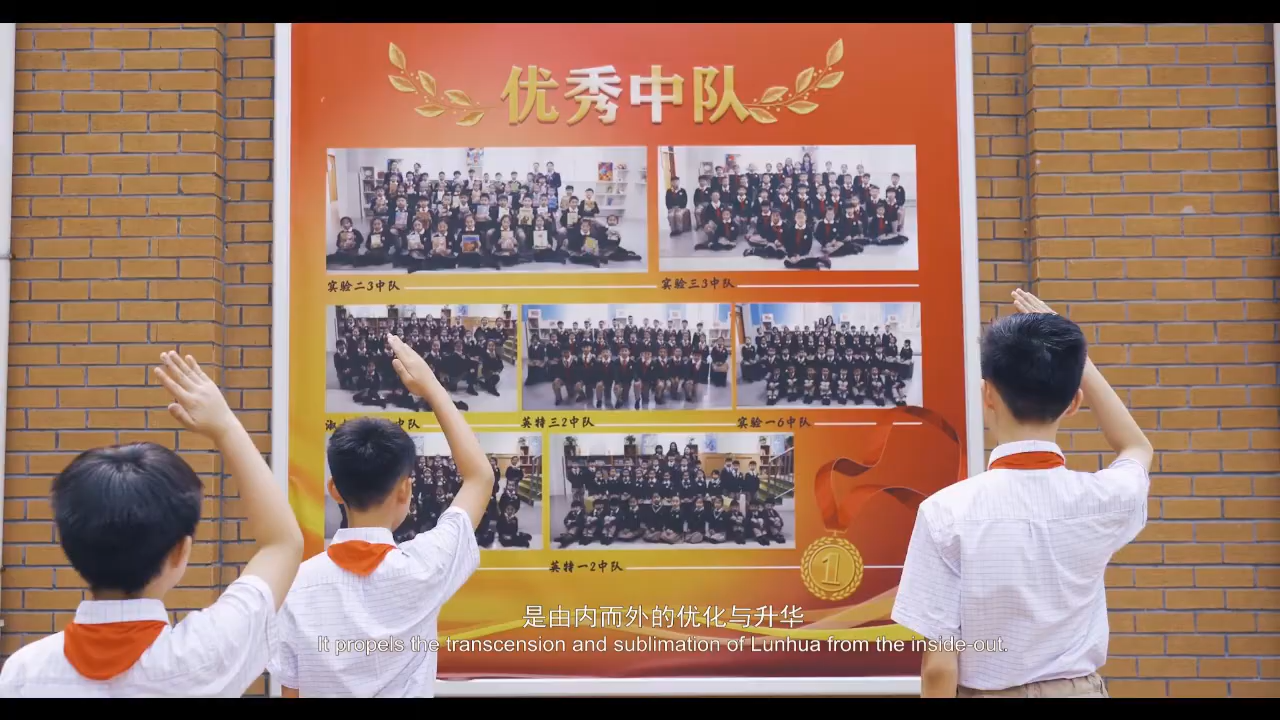 优秀中队
实验二3中队
实验三3中队
英特三2中队
实验一6中队
英特一2中队
1
是由内而外的优化与升华
It propels the transcension and sublimation of Lunhua from the inside-out.